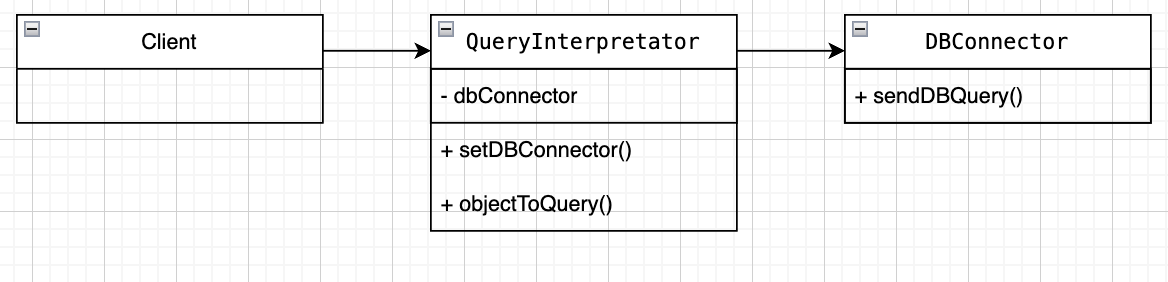 Client
QueryInterpretator
- dbConnector
+ setDBConnector()
+ objectToQuery()
DBConnector
+ sendDBQuery()